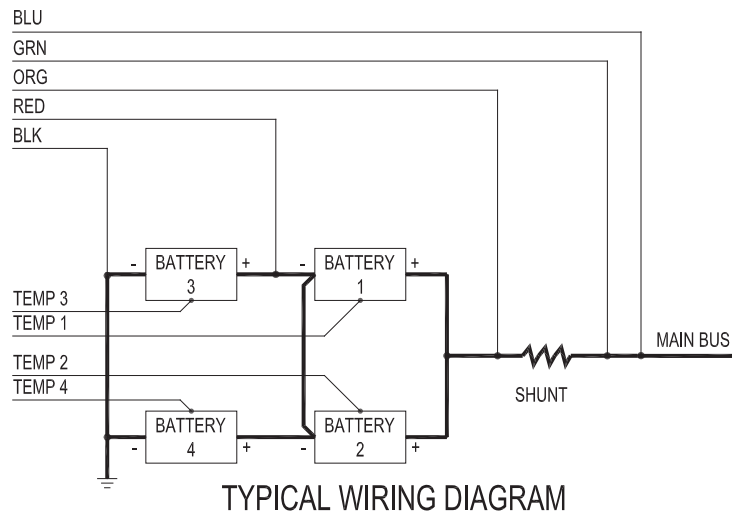 BLU
GRN
ORG
RED
BLK
- BATTERY 3 +
- BATTERY 1 +
TEMP 3
TEMP 1
MAIN BUS
TEMP 2
TEMP 4
SHUNT
- BATTERY 4 +
- BATTERY 2 +
TYPICAL WIRING DIAGRAM